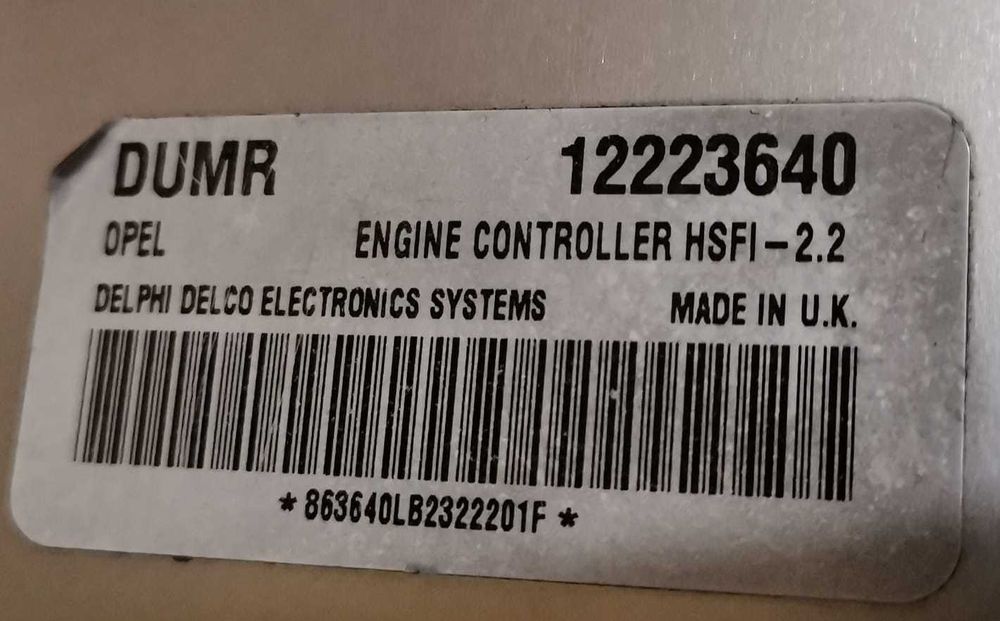 DUMR 12223640
OPEL ENGINE CONTROLLER HSFI-2.2
DELPHI DELCO ELECTRONICS SYSTEMS MADE IN U.K.
*863640LB2322201F*